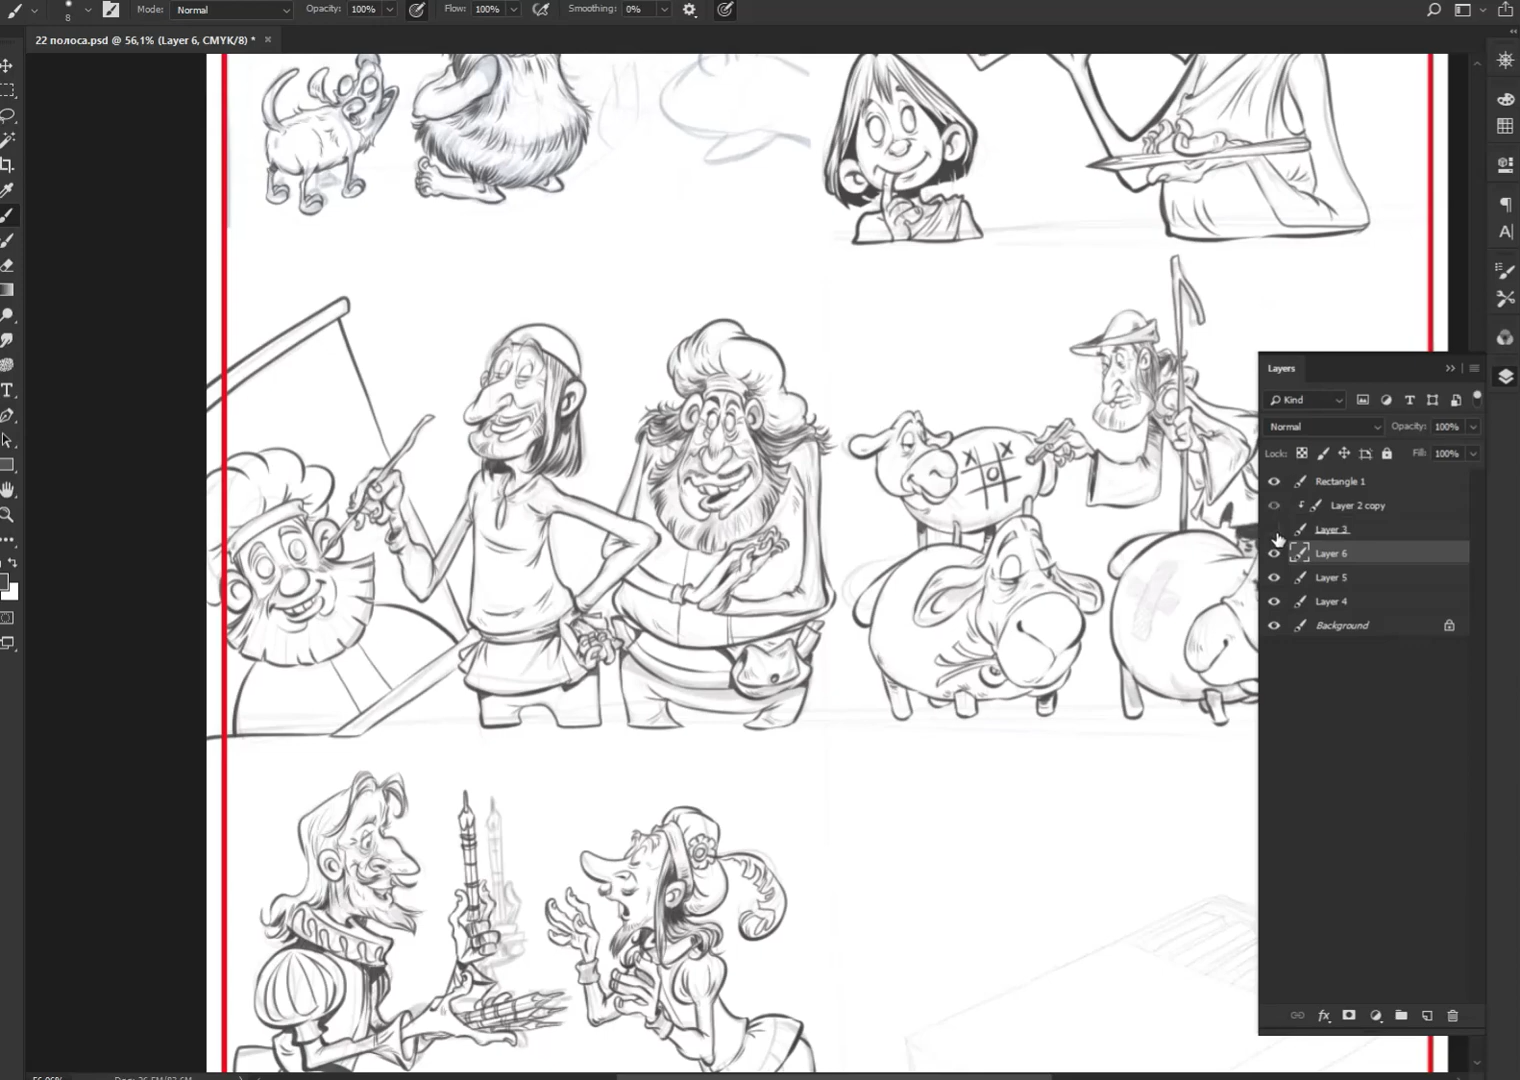 8
Mode: Normal
Opacity: 100%
Flow: 100%
Smoothing: 0%
22 полоса.psd @ 56,1% (Layer 6, CMYK/8) *
Layers
Kind
Normal
Opacity: 100%
Lock:
Fill: 100%
Rectangle 1
Layer 2 copy
Layer 3
Layer 6
Layer 5
Layer 4
Background
X X
O